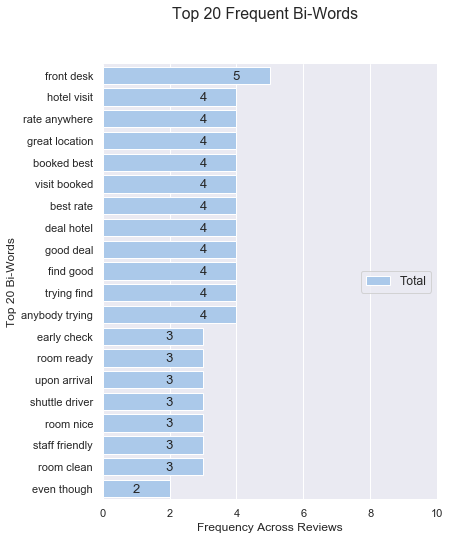 Top 20 Frequent Bi-Words
front desk 5
hotel visit 4
rate anywhere 4
great location 4
booked best 4
visit booked 4
best rate 4
deal hotel 4
good deal 4
find good 4
trying find 4
anybody trying 4
early check 3
room ready 3
upon arrival 3
shuttle driver 3
room nice 3
staff friendly 3
room clean 3
even though 2
Top 20 Bi-Words
Total
0 2 4 6 8 10
Frequency Across Reviews